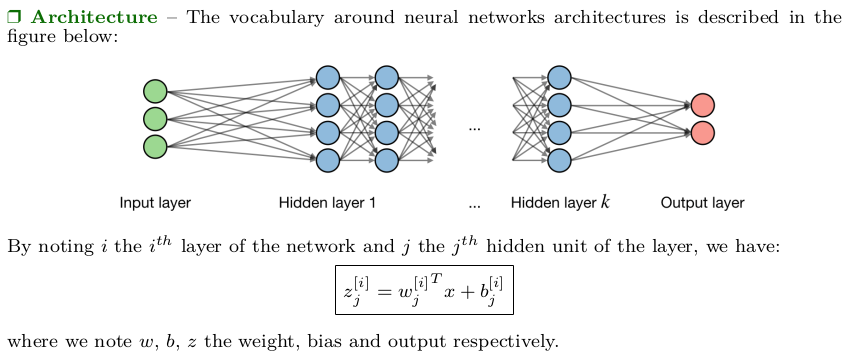 ❐ Architecture – The vocabulary around neural networks architectures is described in the
figure below:
...
Input layer Hidden layer 1 ... Hidden layer k Output layer
By noting i the i^{th} layer of the network and j the j^{th} hidden unit of the layer, we have:
z_j^{[i]} = w_j^{[i]^T} x + b_j^{[i]}
where we note w, b, z the weight, bias and output respectively.